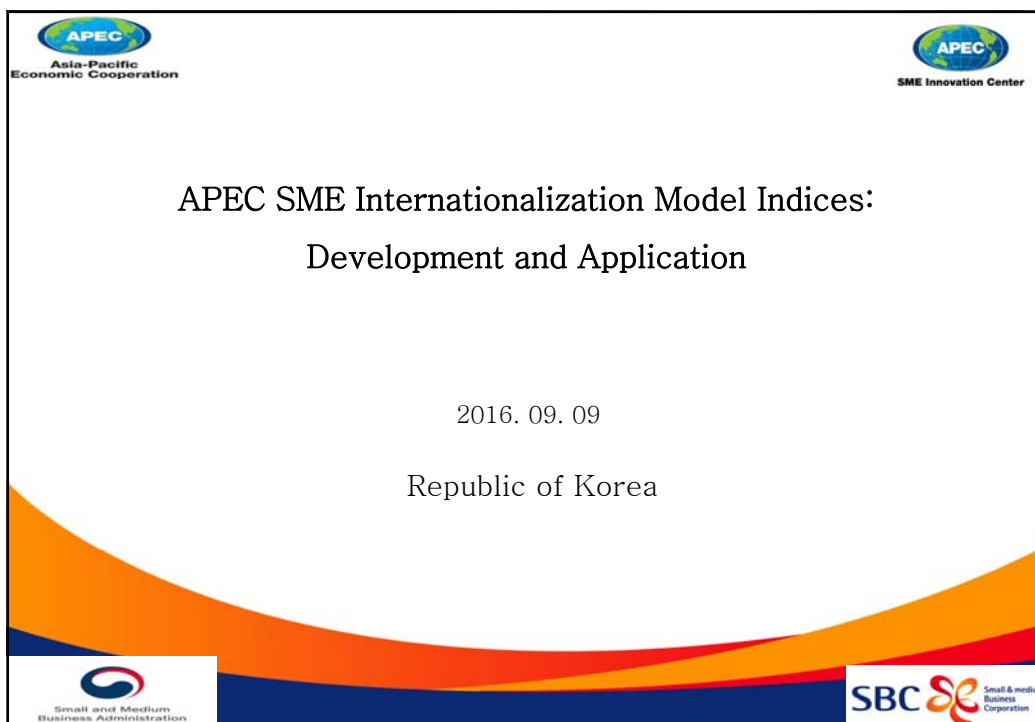 APEC
Asia-Pacific
Economic Cooperation
APEC
SME Innovation Center
APEC SME Internationalization Model Indices:
Development and Application
2016. 09. 09
Republic of Korea
Small and Medium
Business Administration
SBC
Small & mediu
Business
Corporation